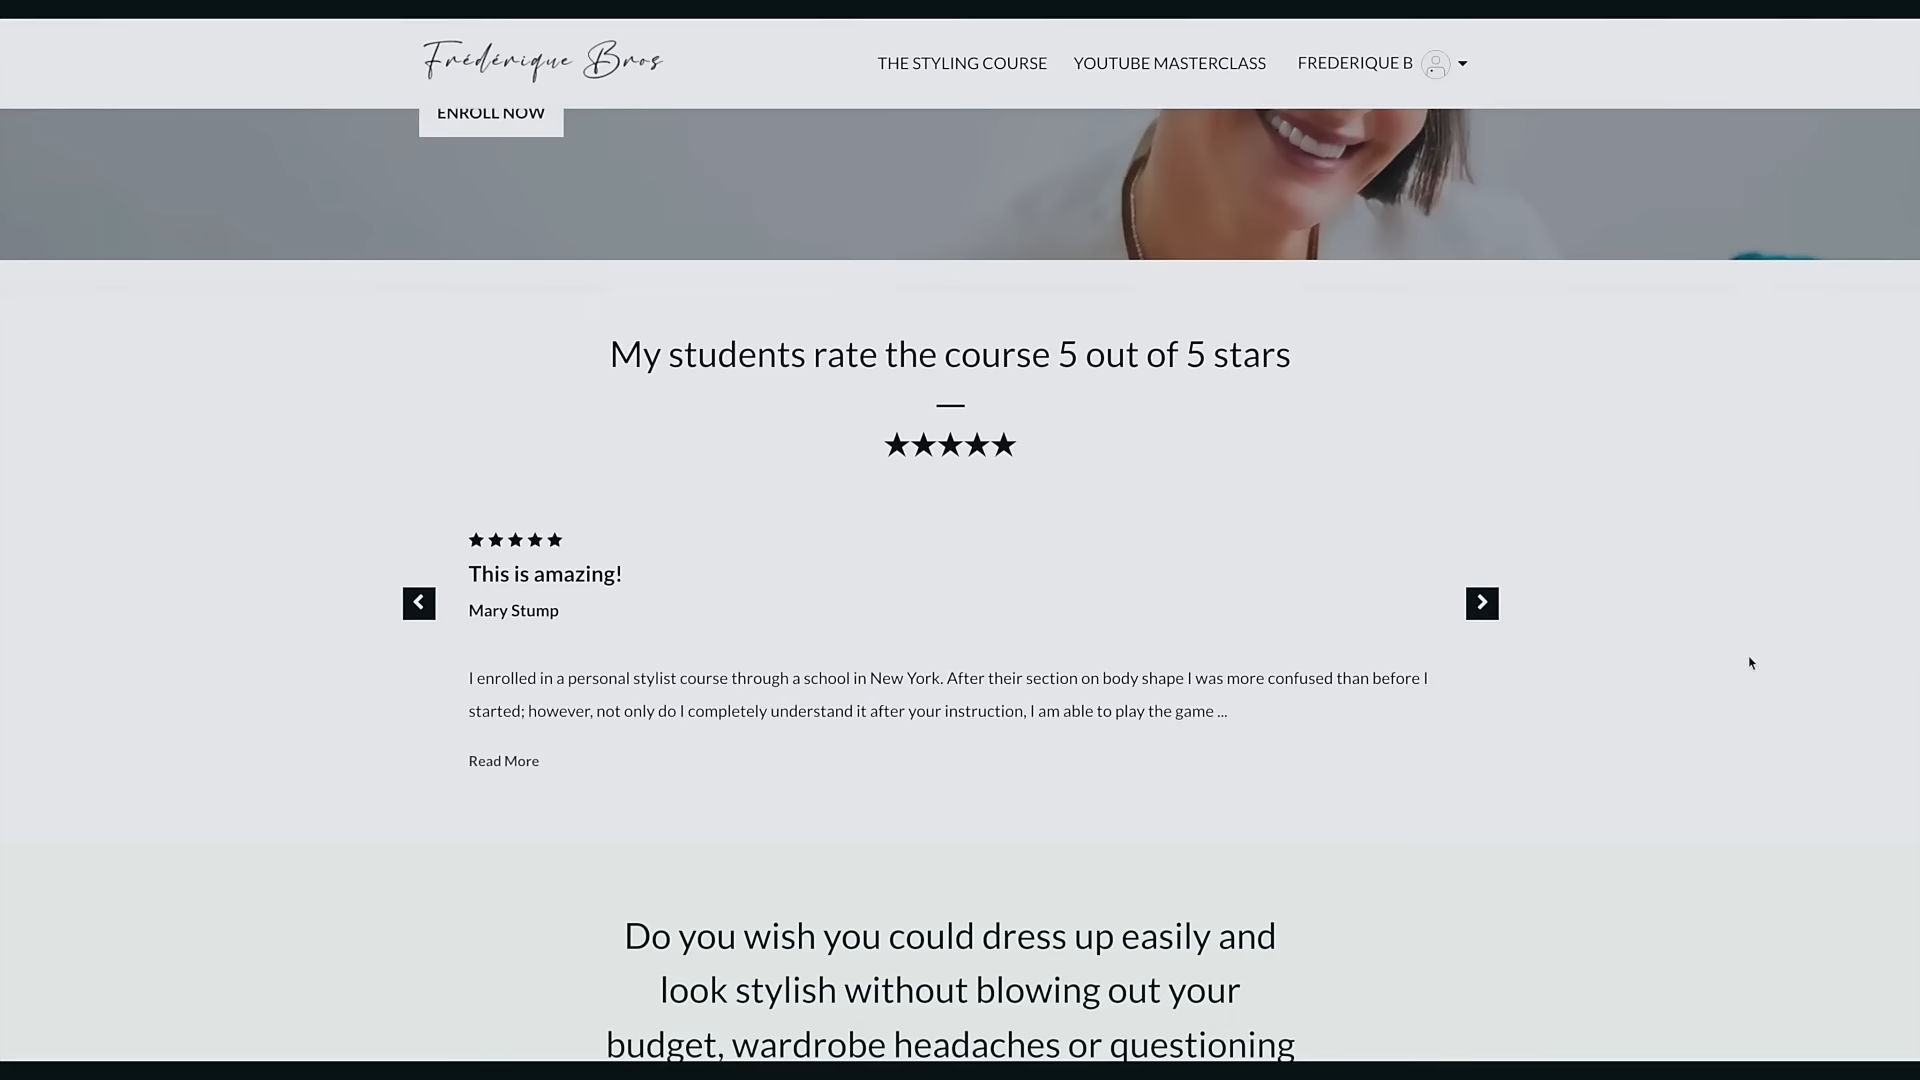 Frédérique Bros
THE STYLING COURSE YOUTUBE MASTERCLASS FREDERIQUE B
ENROLL NOW
My students rate the course 5 out of 5 stars
★★★★★
★★★★★
This is amazing!
Mary Stump
I enrolled in a personal stylist course through a school in New York. After their section on body shape I was more confused than before I
started; however, not only do I completely understand it after your instruction, I am able to play the game ...
Read More
Do you wish you could dress up easily and
look stylish without blowing out your
budget, wardrobe headaches or questioning